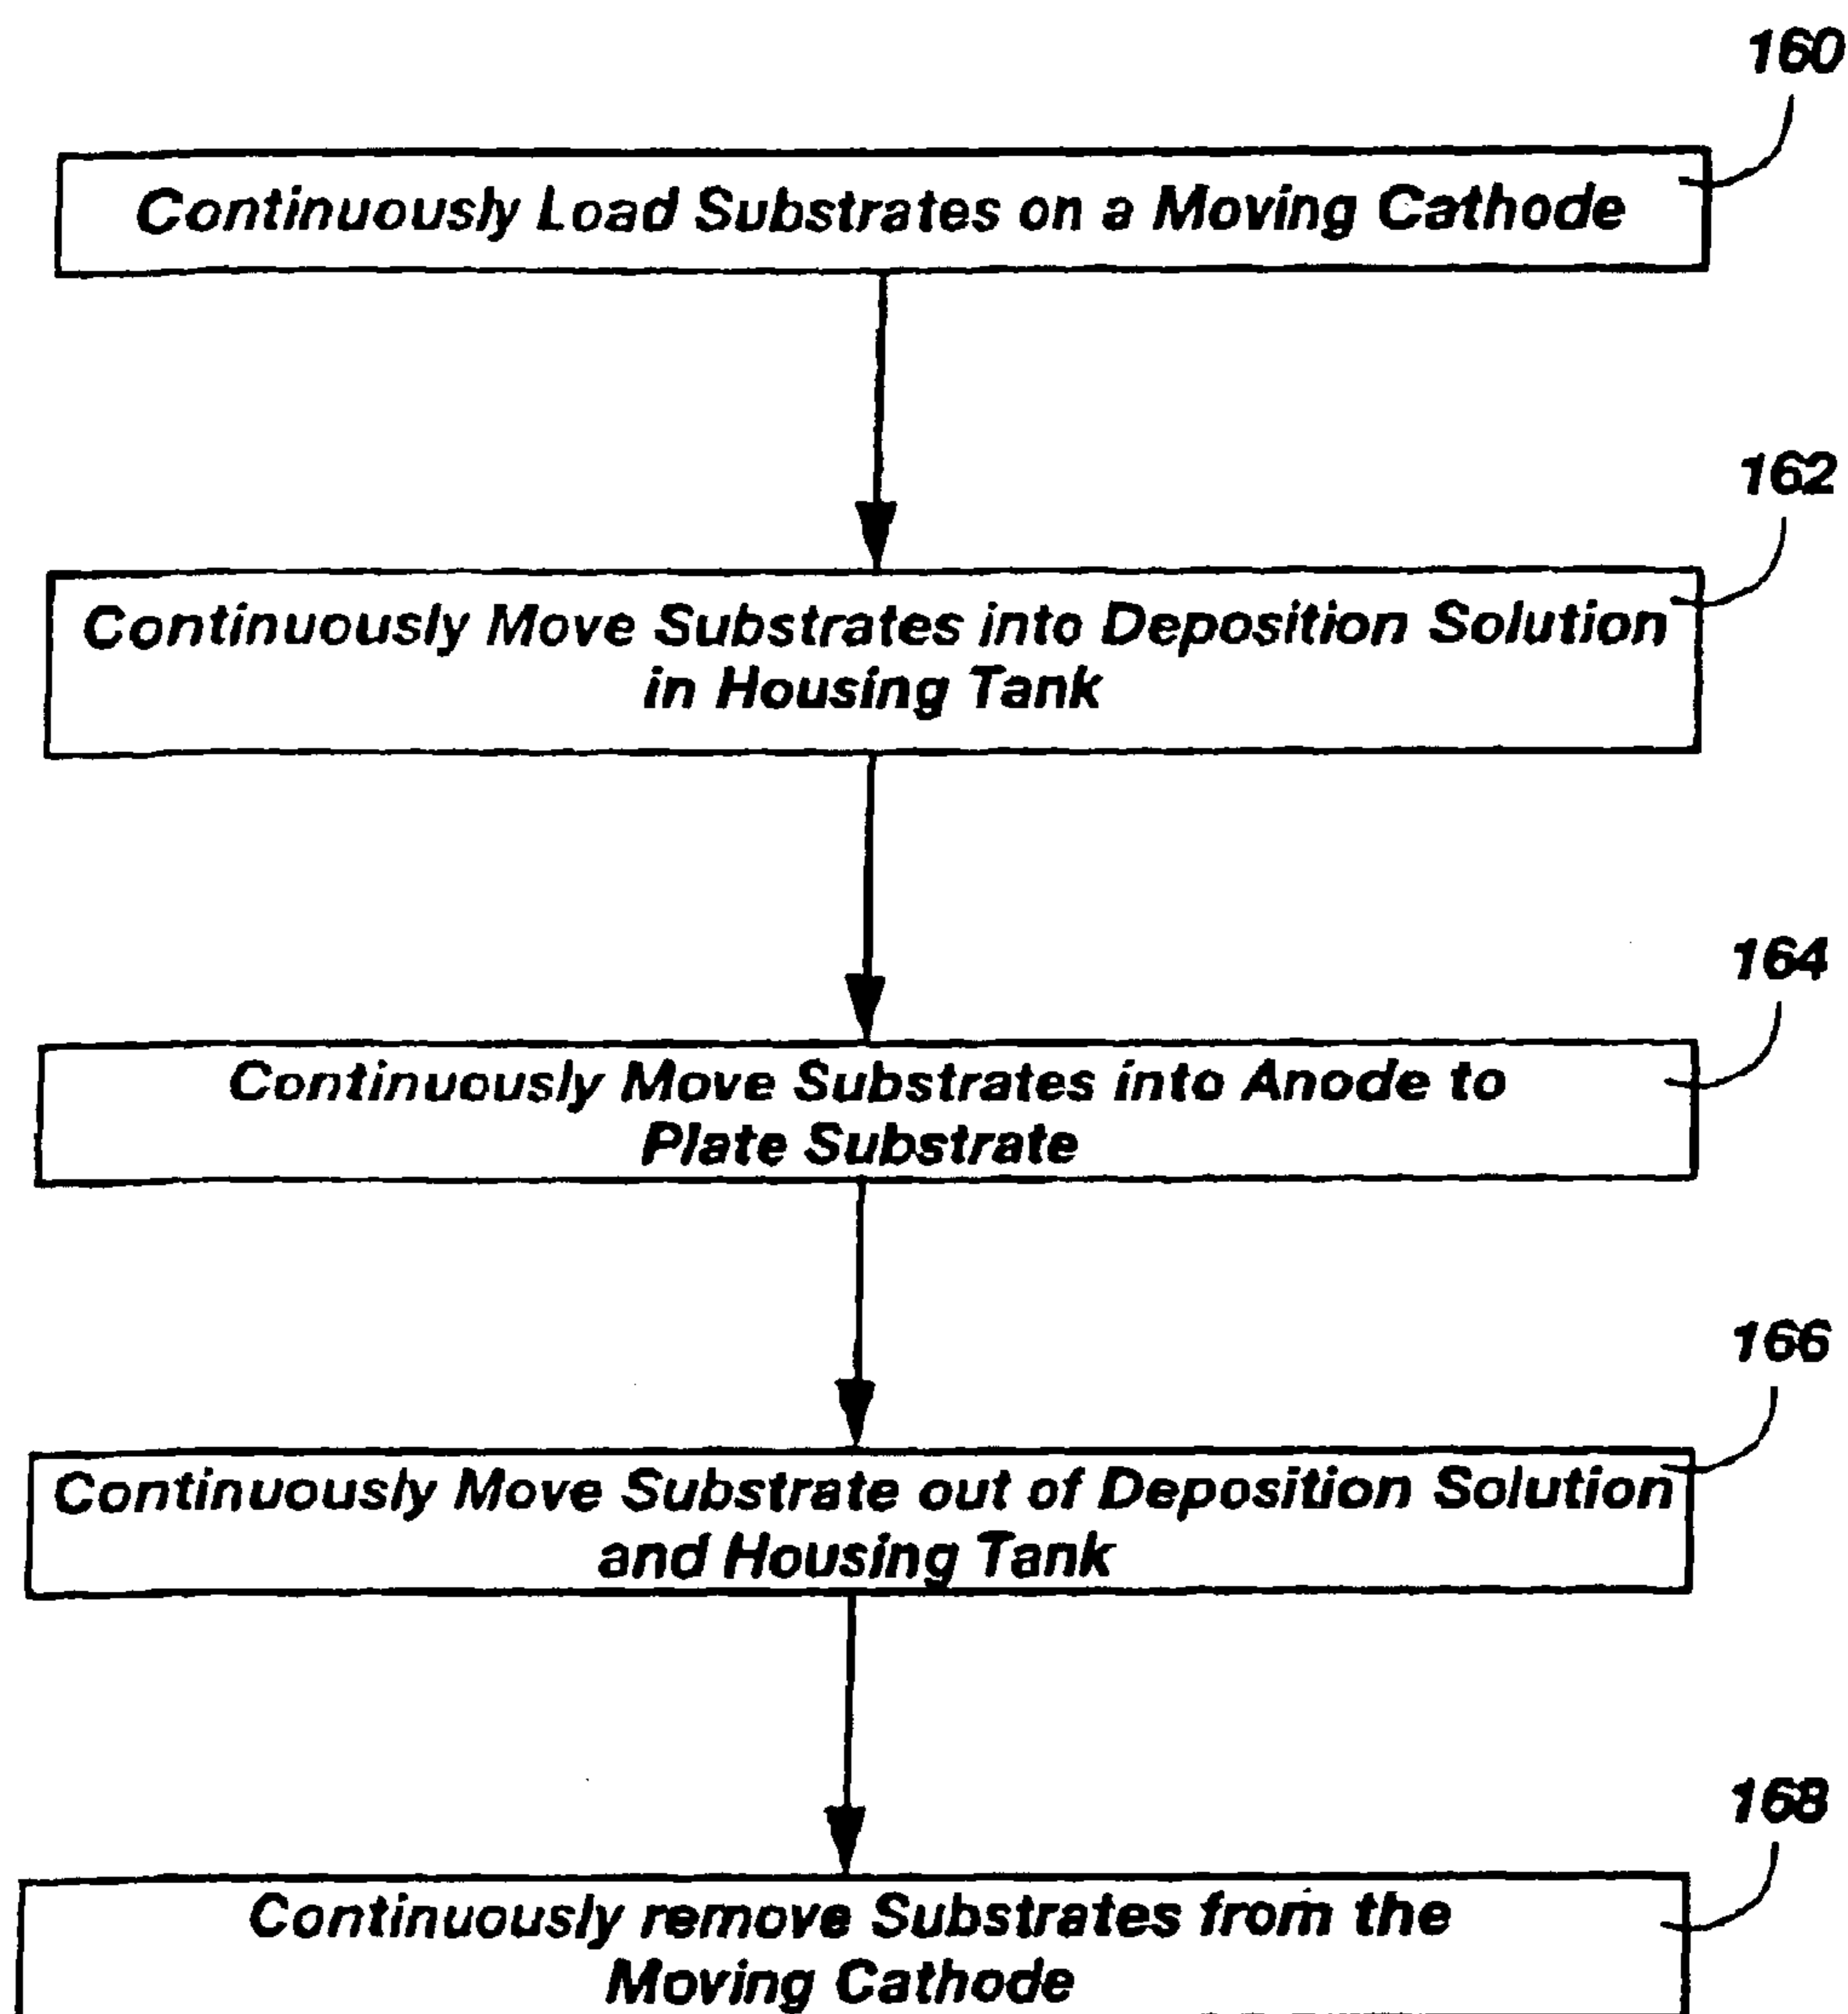 160
Continuously Load Substrates on a Moving Cathode
162
Continuously Move Substrates into Deposition Solution
in Housing Tank
164
Continuously Move Substrates into Anode to
Plate Substrate
166
Continuously Move Substrate out of Deposition Solution
and Housing Tank
168
Continuously remove Substrates from the
Moving Cathode